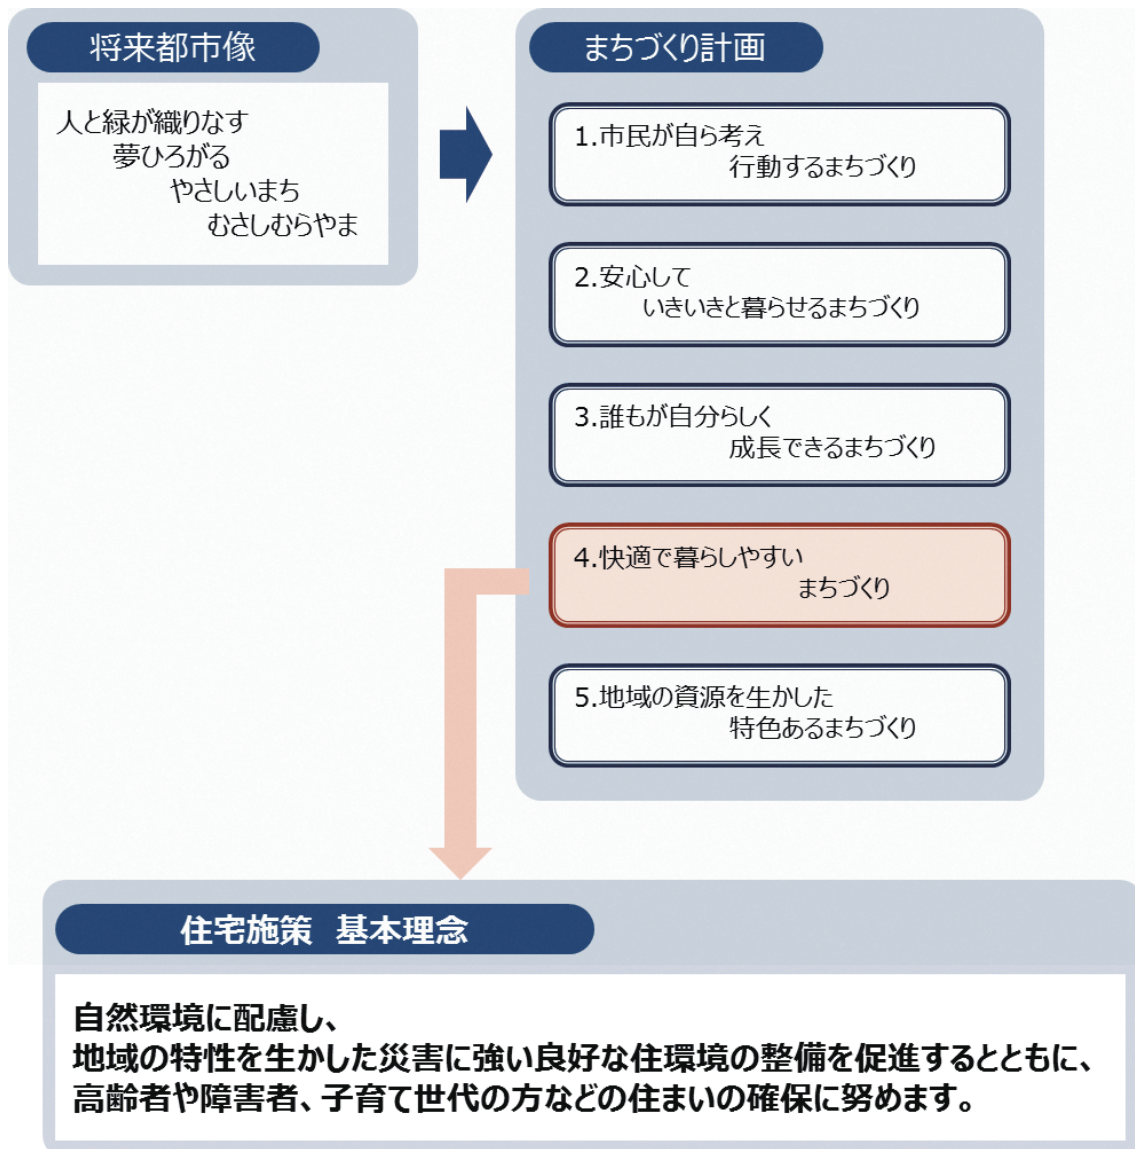 将来都市像
人と緑が織りなす
夢ひろがる
やさしいまち
むさしむらやま
まちづくり計画
1.市民が自ら考え
行動するまちづくり
2.安心して
いきいきと暮らせるまちづくり
3.誰もが自分らしく
成長できるまちづくり
4.快適で暮らしやすい
まちづくり
5.地域の資源を生かした
特色あるまちづくり
住宅施策 基本理念
自然環境に配慮し、
地域の特性を生かした災害に強い良好な住環境の整備を促進するとともに、
高齢者や障害者、子育て世代の方などの住まいの確保に努めます。